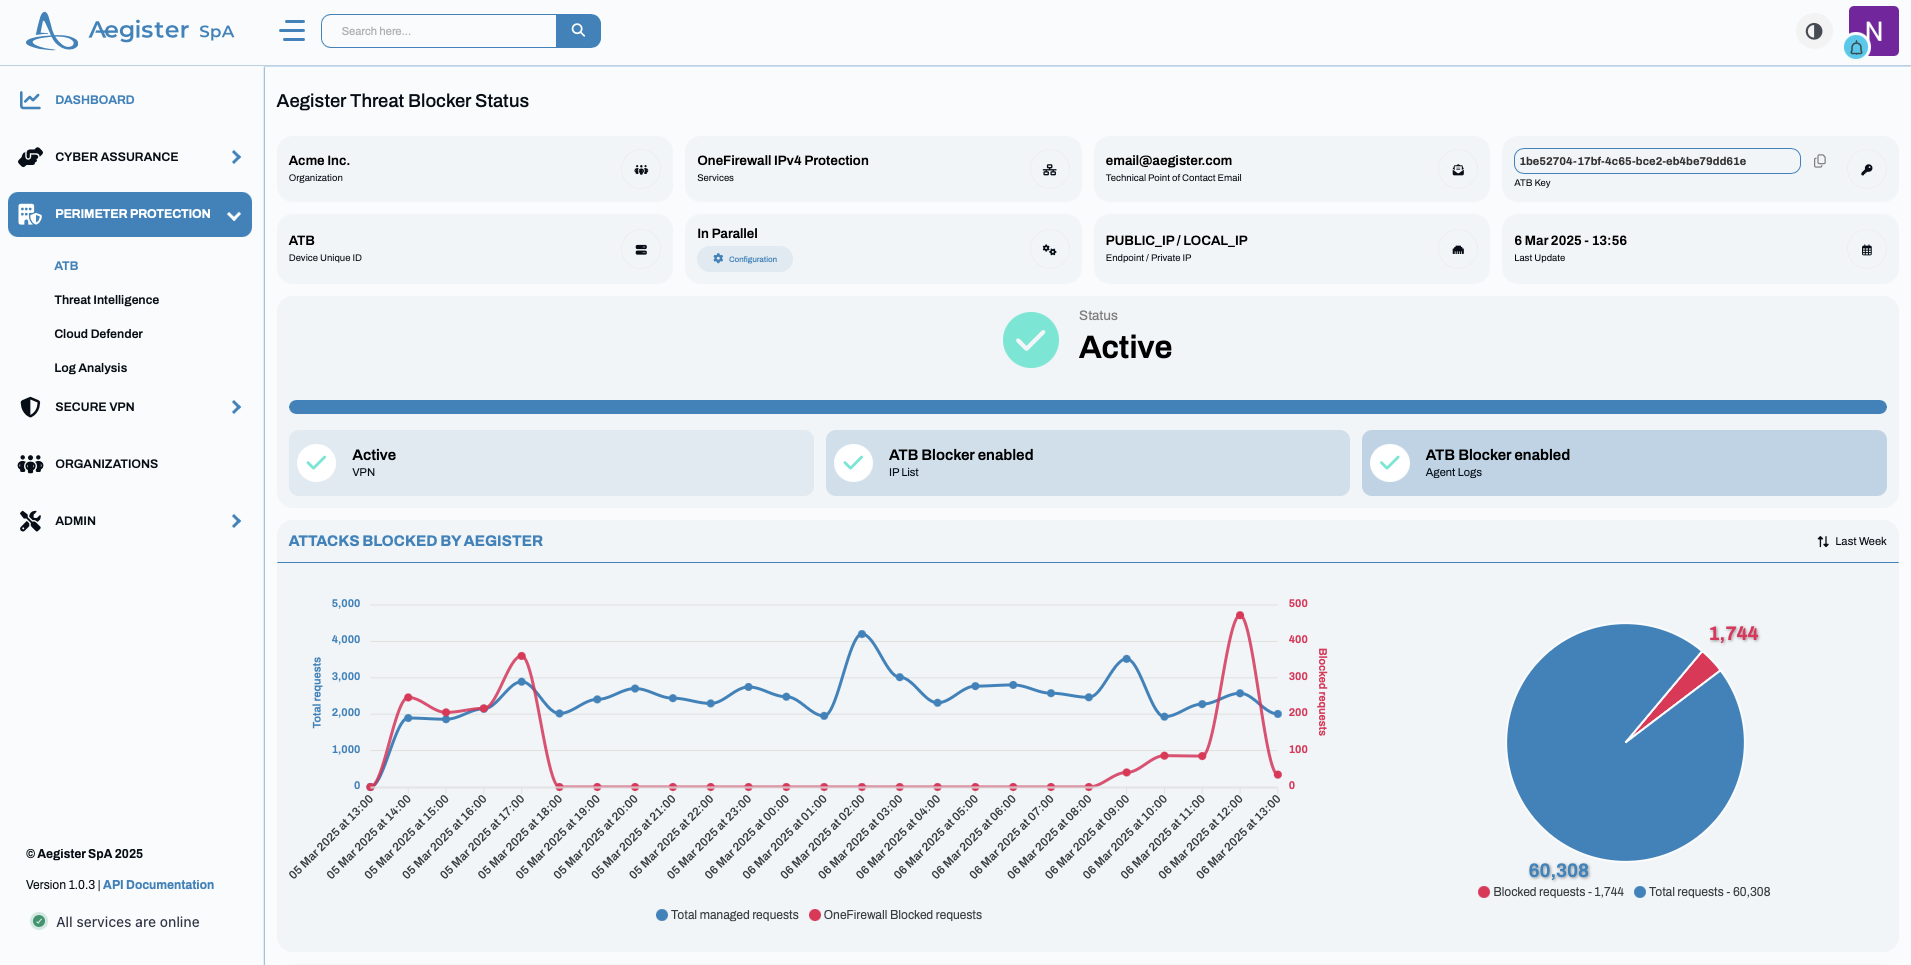 Aegister SpA
Search here...
N
DASHBOARD
CYBER ASSURANCE
PERIMETER PROTECTION
ATB
Threat Intelligence
Cloud Defender
Log Analysis
SECURE VPN
ORGANIZATIONS
ADMIN
© Aegister SpA 2025
Version 1.0.3 | API Documentation
All services are online
Aegister Threat Blocker Status
Acme Inc.
Organization
OneFirewall IPv4 Protection
Services
email@aegister.com
Technical Point of Contact Email
1be52704-17bf-4c65-bce2-eb4be79dd61e
ATB Key
ATB
Device Unique ID
In Parallel
Configuration
PUBLIC_IP / LOCAL_IP
Endpoint / Private IP
6 Mar 2025 - 13:56
Last Update
Status
Active
Active
VPN
ATB Blocker enabled
IP List
ATB Blocker enabled
Agent Logs
ATTACKS BLOCKED BY AEGISTER
Last Week
Total requests
5,000
4,000
3,000
2,000
1,000
0
500
400
300
200
100
0
Blocked requests
05 Mar 2025 at 13:00
05 Mar 2025 at 14:00
05 Mar 2025 at 15:00
05 Mar 2025 at 16:00
05 Mar 2025 at 17:00
05 Mar 2025 at 18:00
05 Mar 2025 at 19:00
05 Mar 2025 at 20:00
05 Mar 2025 at 21:00
05 Mar 2025 at 22:00
05 Mar 2025 at 23:00
06 Mar 2025 at 00:00
06 Mar 2025 at 01:00
06 Mar 2025 at 02:00
06 Mar 2025 at 03:00
06 Mar 2025 at 04:00
06 Mar 2025 at 05:00
06 Mar 2025 at 06:00
06 Mar 2025 at 07:00
06 Mar 2025 at 08:00
06 Mar 2025 at 09:00
06 Mar 2025 at 10:00
06 Mar 2025 at 11:00
06 Mar 2025 at 12:00
06 Mar 2025 at 13:00
Total managed requests
OneFirewall Blocked requests
1,744
60,308
Blocked requests - 1,744
Total requests - 60,308